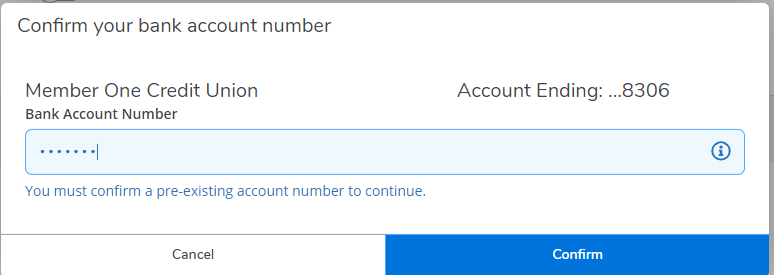 Confirm your bank account number
Member One Credit Union
Account Ending: ...8306
Bank Account Number
•••••••
You must confirm a pre-existing account number to continue.
Cancel
Confirm